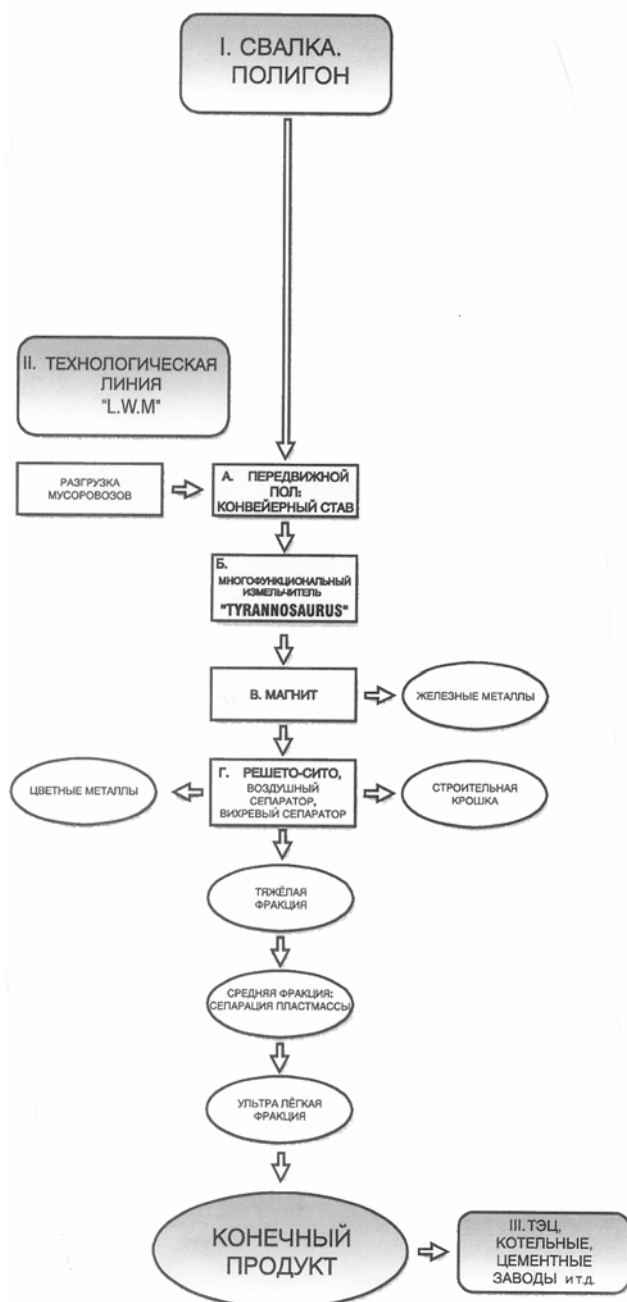 I. СВАЛКА.
ПОЛИГОН
II. ТЕХНОЛОГИЧЕСКАЯ
ЛИНИЯ
"L.W.M"
РАЗГРУЗКА
МУСОРОВОЗОВ
А. ПЕРЕДВИЖНОЙ
ПОЛ:
КОНВЕЙЕРНЫЙ СТАВ
Б.
МНОГОФУНКЦИОНАЛЬНЫЙ
ИЗМЕЛЬЧИТЕЛЬ
"TYRANNOSAURUS"
В. МАГНИТ
ЖЕЛЕЗНЫЕ МЕТАЛЛЫ
ЦВЕТНЫЕ МЕТАЛЛЫ
Г. РЕШЕТО-СИТО,
ВОЗДУШНЫЙ
СЕПАРАТОР,
ВИХРЕВЫЙ СЕПАРАТОР
СТРОИТЕЛЬНАЯ
КРОШКА
ТЯЖЁЛАЯ
ФРАКЦИЯ
СРЕДНЯЯ ФРАКЦИЯ:
СЕПАРАЦИЯ ПЛАСТМАССЫ
УЛЬТРА ЛЁГКАЯ
ФРАКЦИЯ
КОНЕЧНЫЙ
ПРОДУКТ
III. ТЭЦ,
КОТЕЛЬНЫЕ,
ЦЕМЕНТНЫЕ
ЗАВОДЫ и т.д.